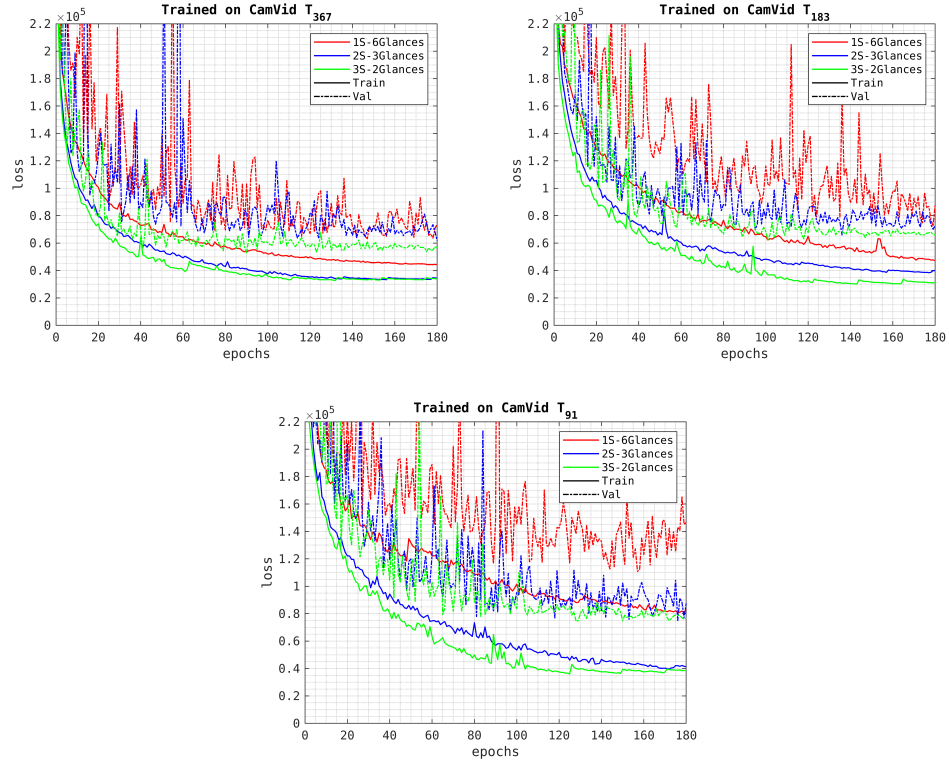 Trained on CamVid T367
×10^5
2.2
2
1.8
1.6
1.4
1.2
1
0.8
0.6
0.4
0.2
0
loss
1S-6Glances
2S-3Glances
3S-2Glances
Train
Val
0 20 40 60 80 100 120 140 160 180
epochs
Trained on CamVid T183
×10^5
2.2
2
1.8
1.6
1.4
1.2
1
0.8
0.6
0.4
0.2
0
loss
1S-6Glances
2S-3Glances
3S-2Glances
Train
Val
0 20 40 60 80 100 120 140 160 180
epochs
Trained on CamVid T91
×10^5
2.2
2
1.8
1.6
1.4
1.2
1
0.8
0.6
0.4
0.2
0
loss
1S-6Glances
2S-3Glances
3S-2Glances
Train
Val
0 20 40 60 80 100 120 140 160 180
epochs